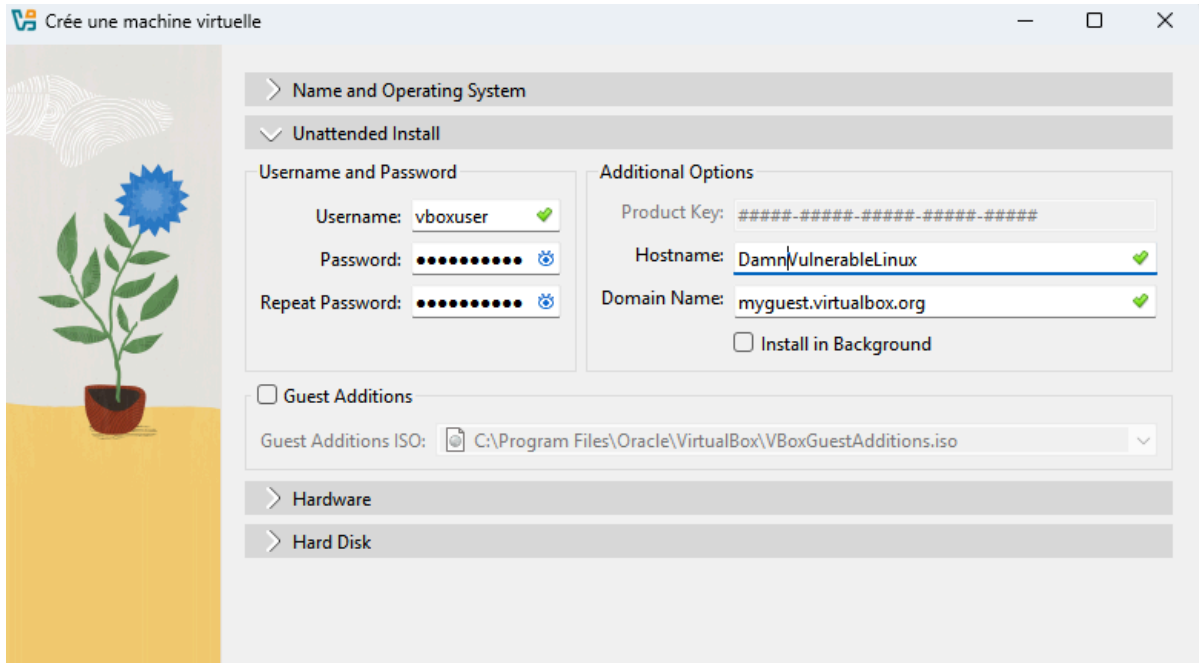 Crée une machine virtuelle
Name and Operating System
Unattended Install
Username and Password
Username: vboxuser
Password: ●●●●●●●●●●
Repeat Password: ●●●●●●●●●●
Additional Options
Product Key: #####-#####-#####-#####-#####
Hostname: DamnVulnerableLinux
Domain Name: myguest.virtualbox.org
Install in Background
Guest Additions
Guest Additions ISO: C:\Program Files\Oracle\VirtualBox\VBoxGuestAdditions.iso
Hardware
Hard Disk